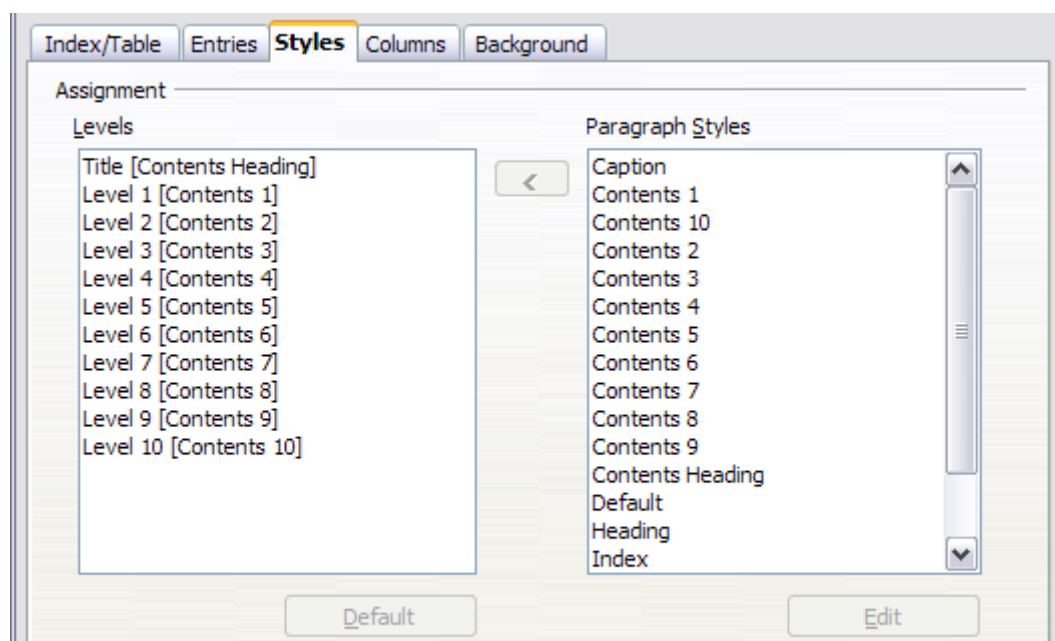 Index/Table Entries Styles Columns Background
Assignment
Levels
Title [Contents Heading]
Level 1 [Contents 1]
Level 2 [Contents 2]
Level 3 [Contents 3]
Level 4 [Contents 4]
Level 5 [Contents 5]
Level 6 [Contents 6]
Level 7 [Contents 7]
Level 8 [Contents 8]
Level 9 [Contents 9]
Level 10 [Contents 10]
<
Paragraph Styles
Caption
Contents 1
Contents 10
Contents 2
Contents 3
Contents 4
Contents 5
Contents 6
Contents 7
Contents 8
Contents 9
Contents Heading
Default
Heading
Index
Default
Edit